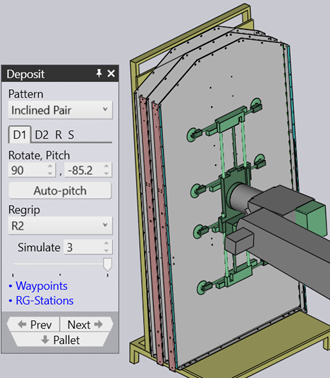 Deposit
Pattern
Inclined Pair
D1 D2 R S
Rotate, Pitch
90 , -85.2
Auto-pitch
Regrip
R2
Simulate 3
• Waypoints
• RG-Stations
Prev Next
Pallet